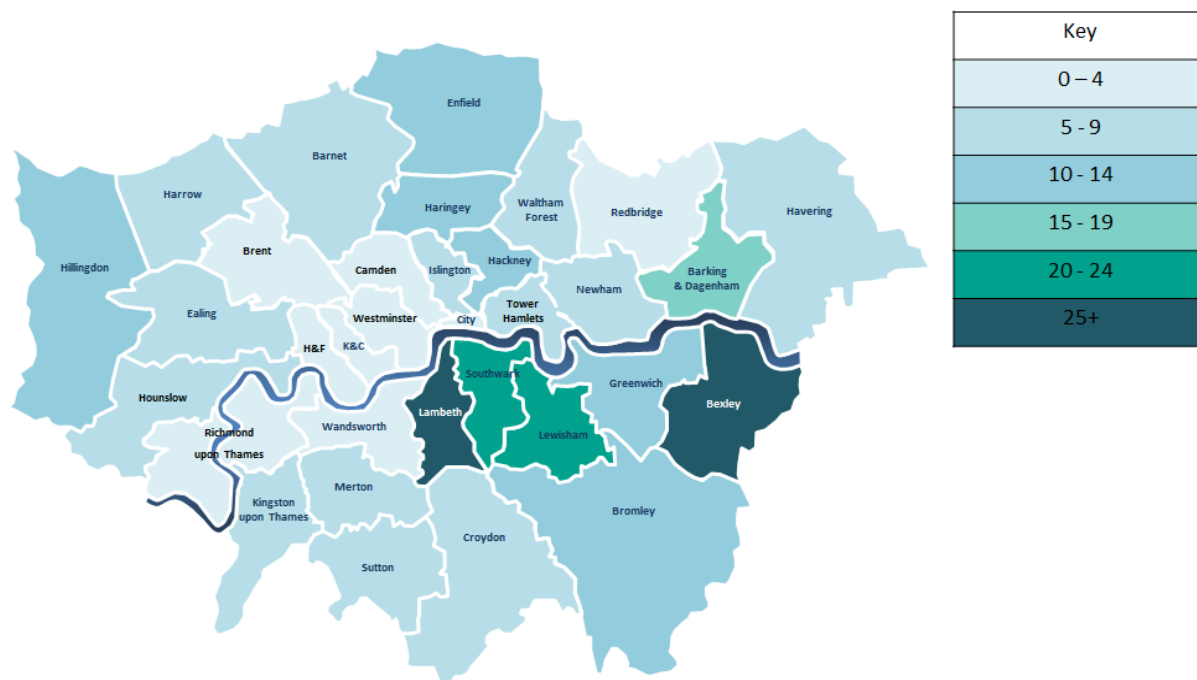 Key
0 – 4
5 - 9
10 - 14
15 - 19
20 - 24
25+
Enfield
Barnet
Harrow
Haringey
Waltham
Forest
Redbridge
Havering
Brent
Hillingdon
Camden
Islington
Hackney
Barking
& Dagenham
Newham
Ealing
Westminster
City
Tower
Hamlets
H&F
K&C
Southwark
Greenwich
Hounslow
Lambeth
Bexley
Richmond
upon Thames
Wandsworth
Lewisham
Merton
Kingston
upon Thames
Bromley
Croydon
Sutton